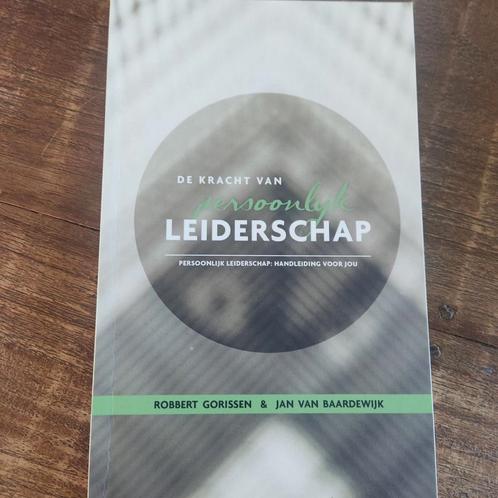 DE KRACHT VAN
persoonlijk
LEIDERSCHAP
PERSOONLIJK LEIDERSCHAP: HANDLEIDING VOOR JOU
ROBBERT GORISSEN & JAN VAN BAARDEWIJK